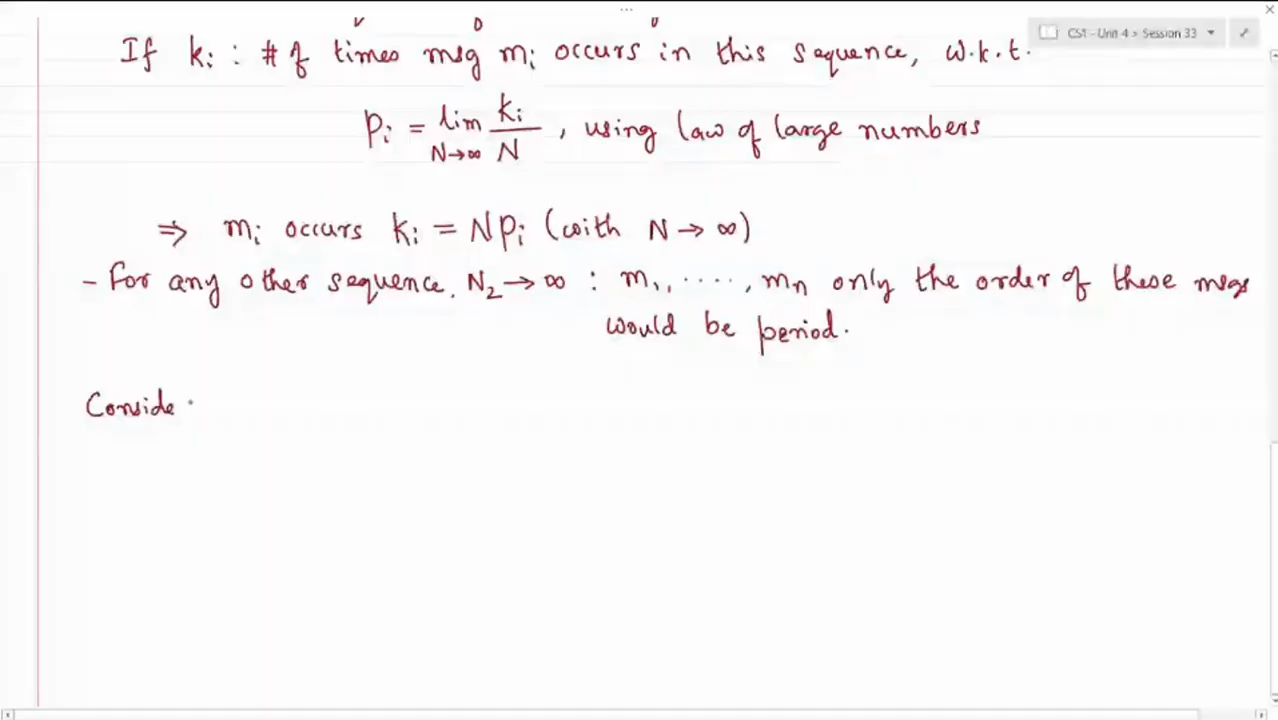 CS1 - Unit 4 > Session 33
If kᵢ : # of times msg mᵢ occurs in this sequence, w.k.t.
pᵢ = lim N→∞ kᵢ/N , using law of large numbers
⇒ mᵢ occurs kᵢ = Npᵢ (with N → ∞)
- For any other sequence, N₂ → ∞ : m₁, ....., mₙ only the order of these msgs
would be period.
Conside